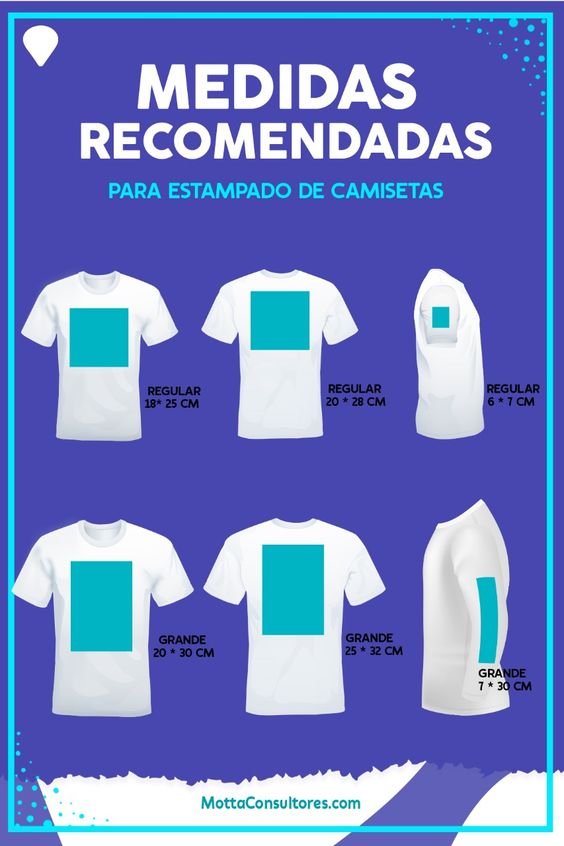 MEDIDAS
RECOMENDADAS
PARA ESTAMPADO DE CAMISETAS
REGULAR
18* 25 CM
REGULAR
20 * 28 CM
REGULAR
6 * 7 CM
GRANDE
20 * 30 CM
GRANDE
25 * 32 CM
GRANDE
7 * 30 CM
MottaConsultores.com